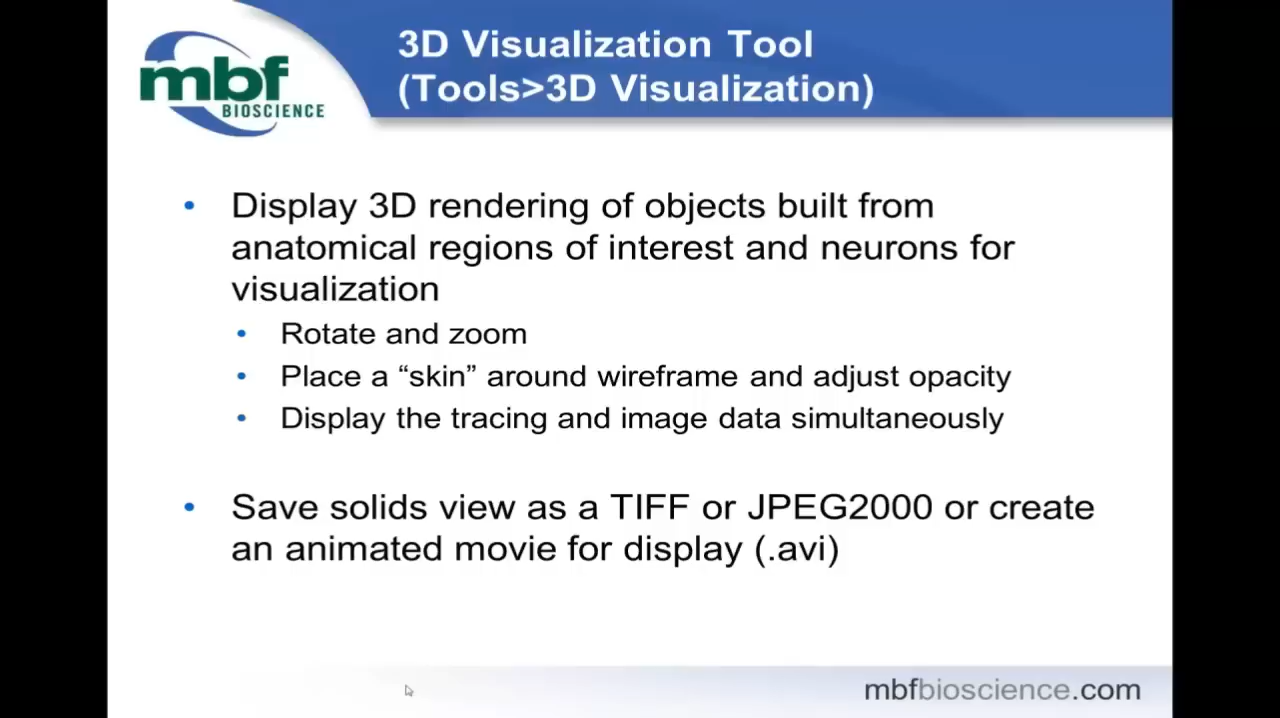 mbf
BIOSCIENCE
3D Visualization Tool
(Tools>3D Visualization)
• Display 3D rendering of objects built from
anatomical regions of interest and neurons for
visualization
• Rotate and zoom
• Place a “skin” around wireframe and adjust opacity
• Display the tracing and image data simultaneously
• Save solids view as a TIFF or JPEG2000 or create
an animated movie for display (.avi)
mbfbioscience.com